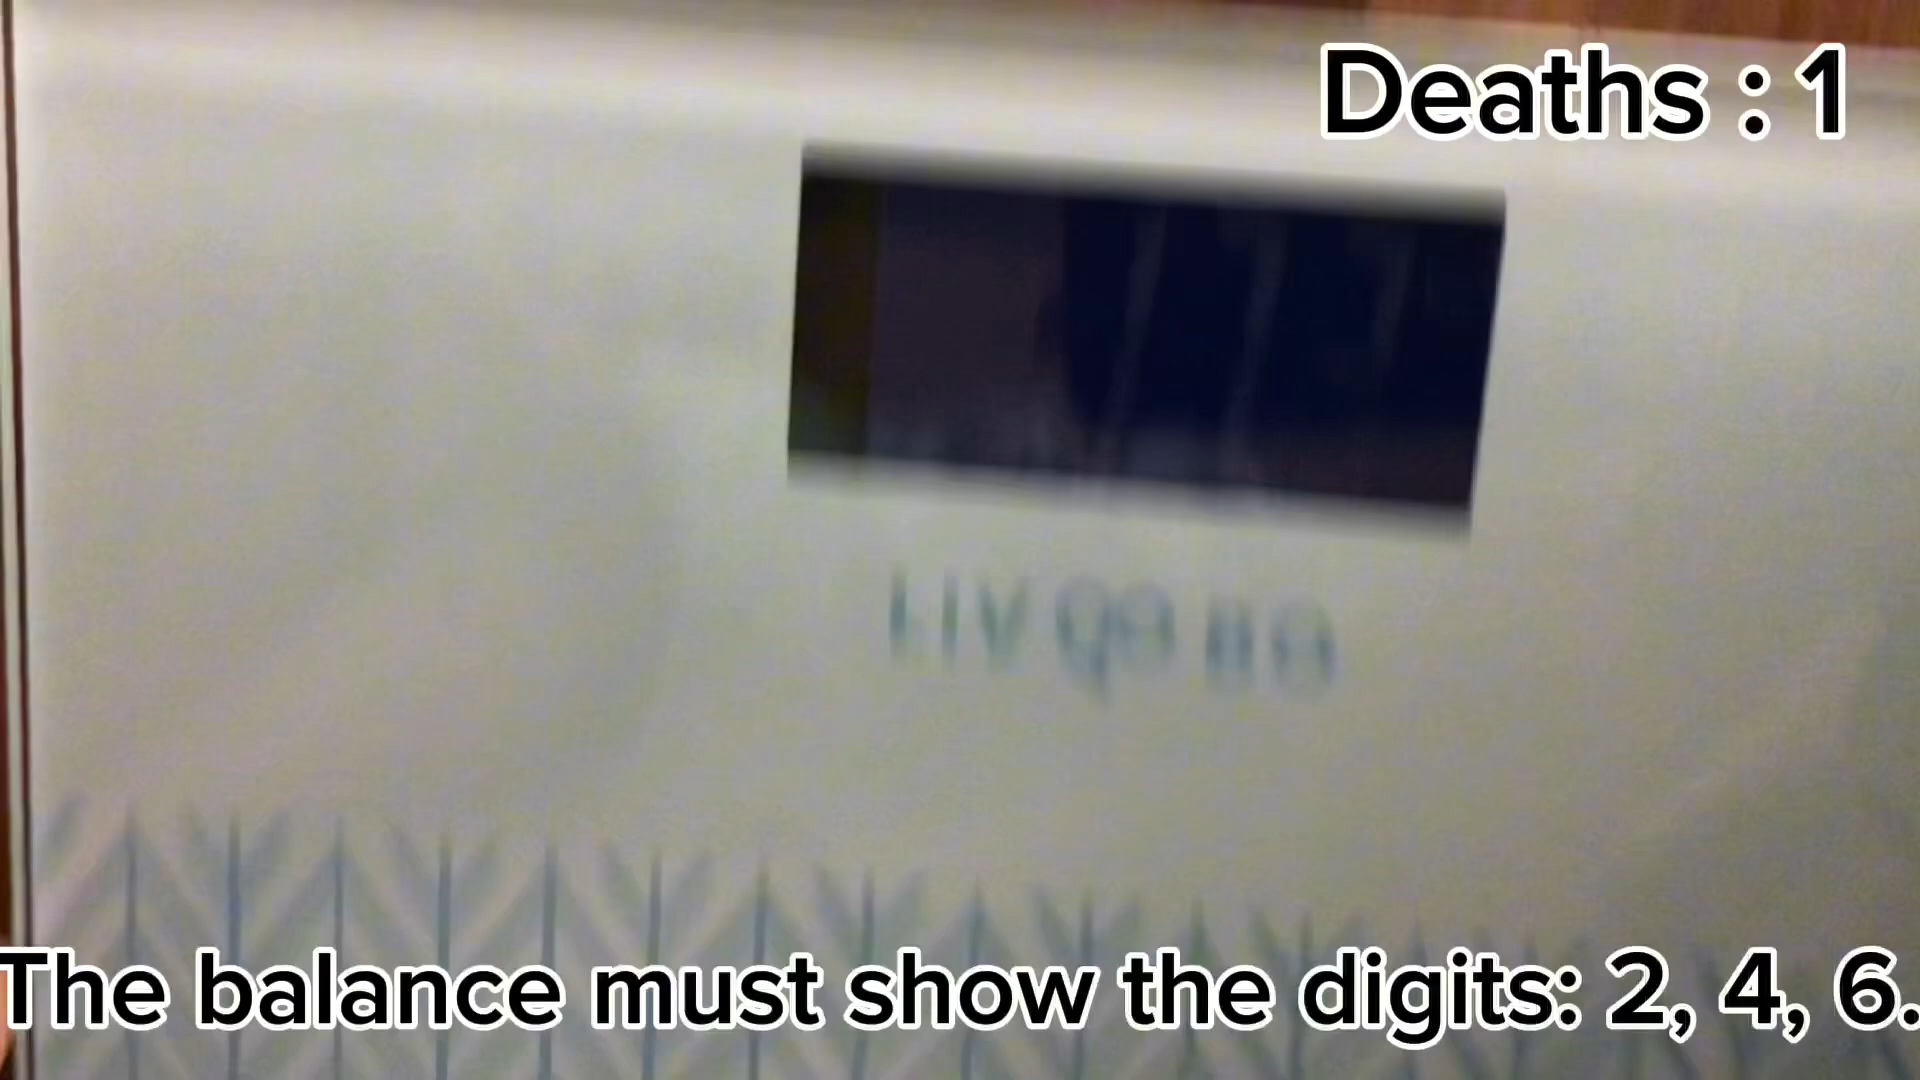 Deaths : 1
The balance must show the digits: 2, 4, 6.